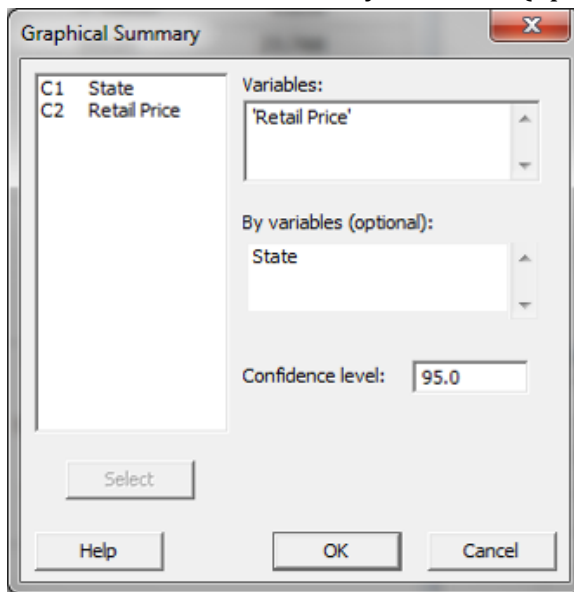 Graphical Summary
C1 State
C2 Retail Price
Variables:
'Retail Price'
By variables (optional):
State
Confidence level: 95.0
Select
Help OK Cancel